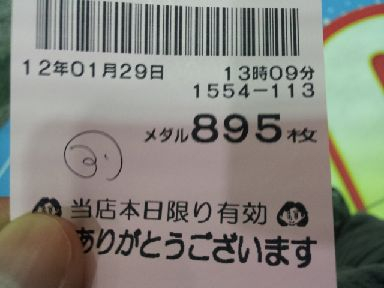 12年01月29日 13時09分
1554-113
メダル895枚
当店本日限り有効
ありがとうございます